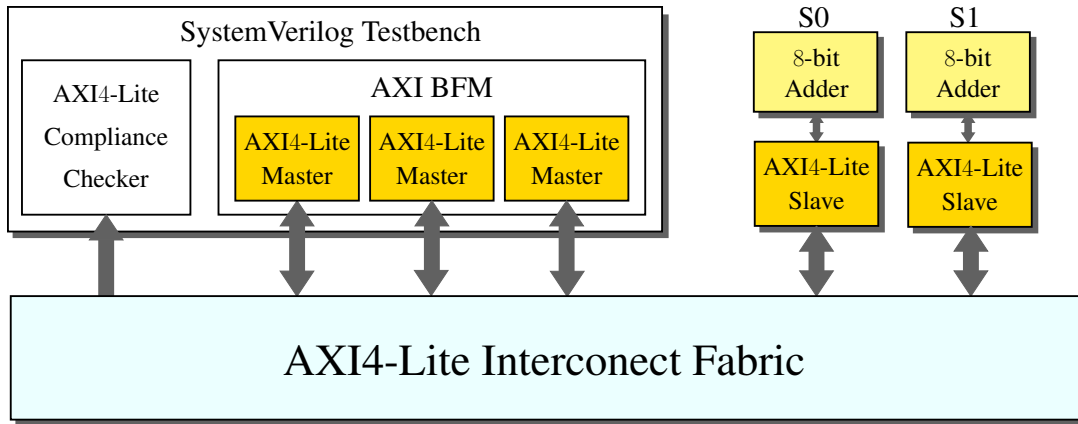 SystemVerilog Testbench
AXI4-Lite
Compliance
Checker
AXI BFM
AXI4-Lite
Master
AXI4-Lite
Master
AXI4-Lite
Master
S0
8-bit
Adder
AXI4-Lite
Slave
S1
8-bit
Adder
AXI4-Lite
Slave
AXI4-Lite Interconect Fabric